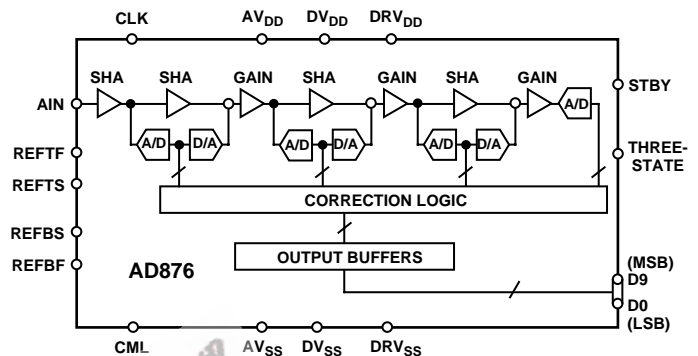 CLK AVDD DVDD DRVDD
SHA SHA GAIN SHA GAIN SHA GAIN
AIN
A/D
STBY
A/D D/A A/D D/A A/D D/A
REFTF
THREE-
STATE
REFTS
CORRECTION LOGIC
REFBS
OUTPUT BUFFERS
REFBF
AD876
(MSB)
D9
D0
(LSB)
CML AVSS DVSS DRVSS